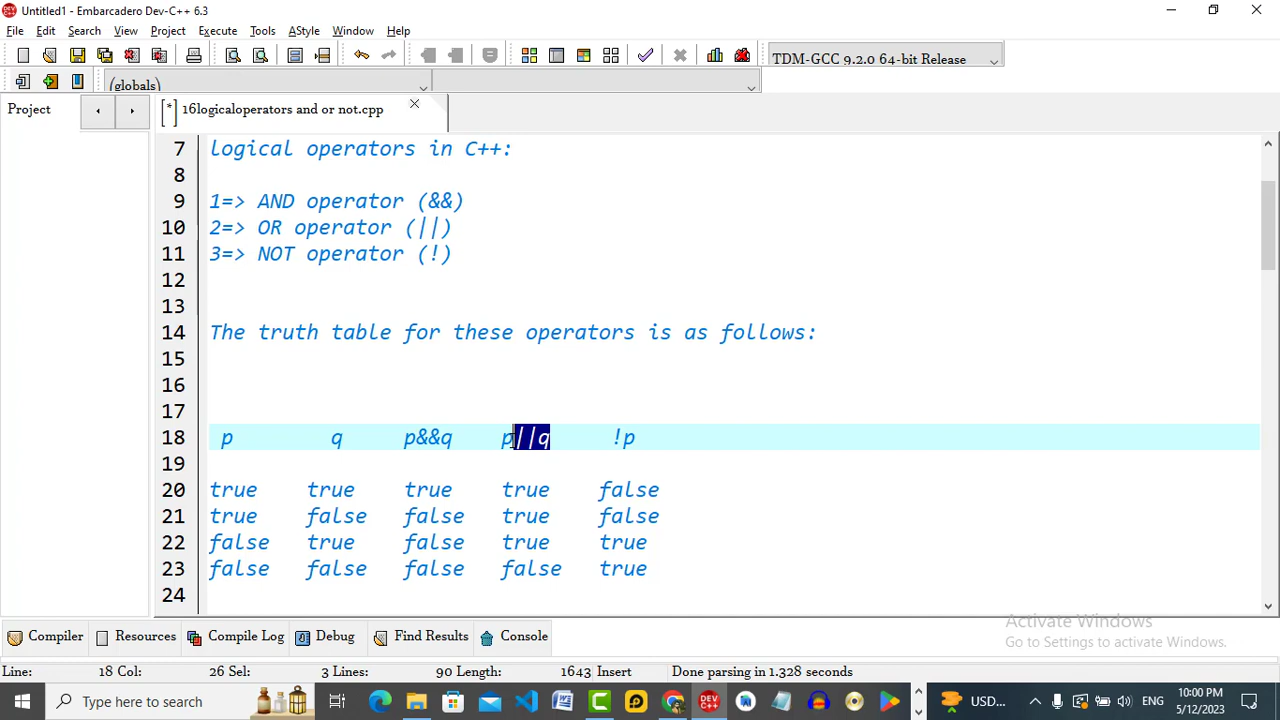 Untitled1 - Embarcadero Dev-C++ 6.3
File Edit Search View Project Execute Tools AStyle Window Help
TDM-GCC 9.2.0 64-bit Release
(globals)
Project
[*] 16logicaloperators and or not.cpp
7 logical operators in C++:
8
9 1=> AND operator (&&)
10 2=> OR operator (||)
11 3=> NOT operator (!)
12
13
14 The truth table for these operators is as follows:
15
16
17
18 p q p&&q p||q !p
19
20 true true true true false
21 true false false true false
22 false true false true true
23 false false false false true
24
Activate Windows
Go to Settings to activate Windows.
Compiler Resources Compile Log Debug Find Results Console
Line: 18 Col: 26 Sel: 3 Lines: 90 Length: 1643 Insert Done parsing in 1.328 seconds
Type here to search
USD...
ENG
10:00 PM
5/12/2023